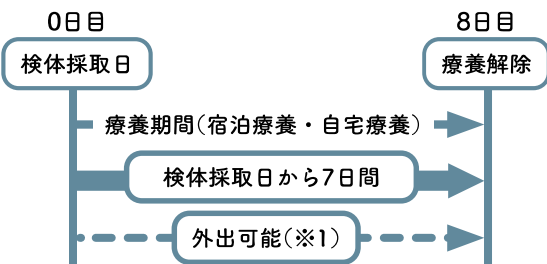 0日目
8日目
検体採取日
療養解除
療養期間(宿泊療養・自宅療養)
検体採取日から7日間
外出可能(※1)